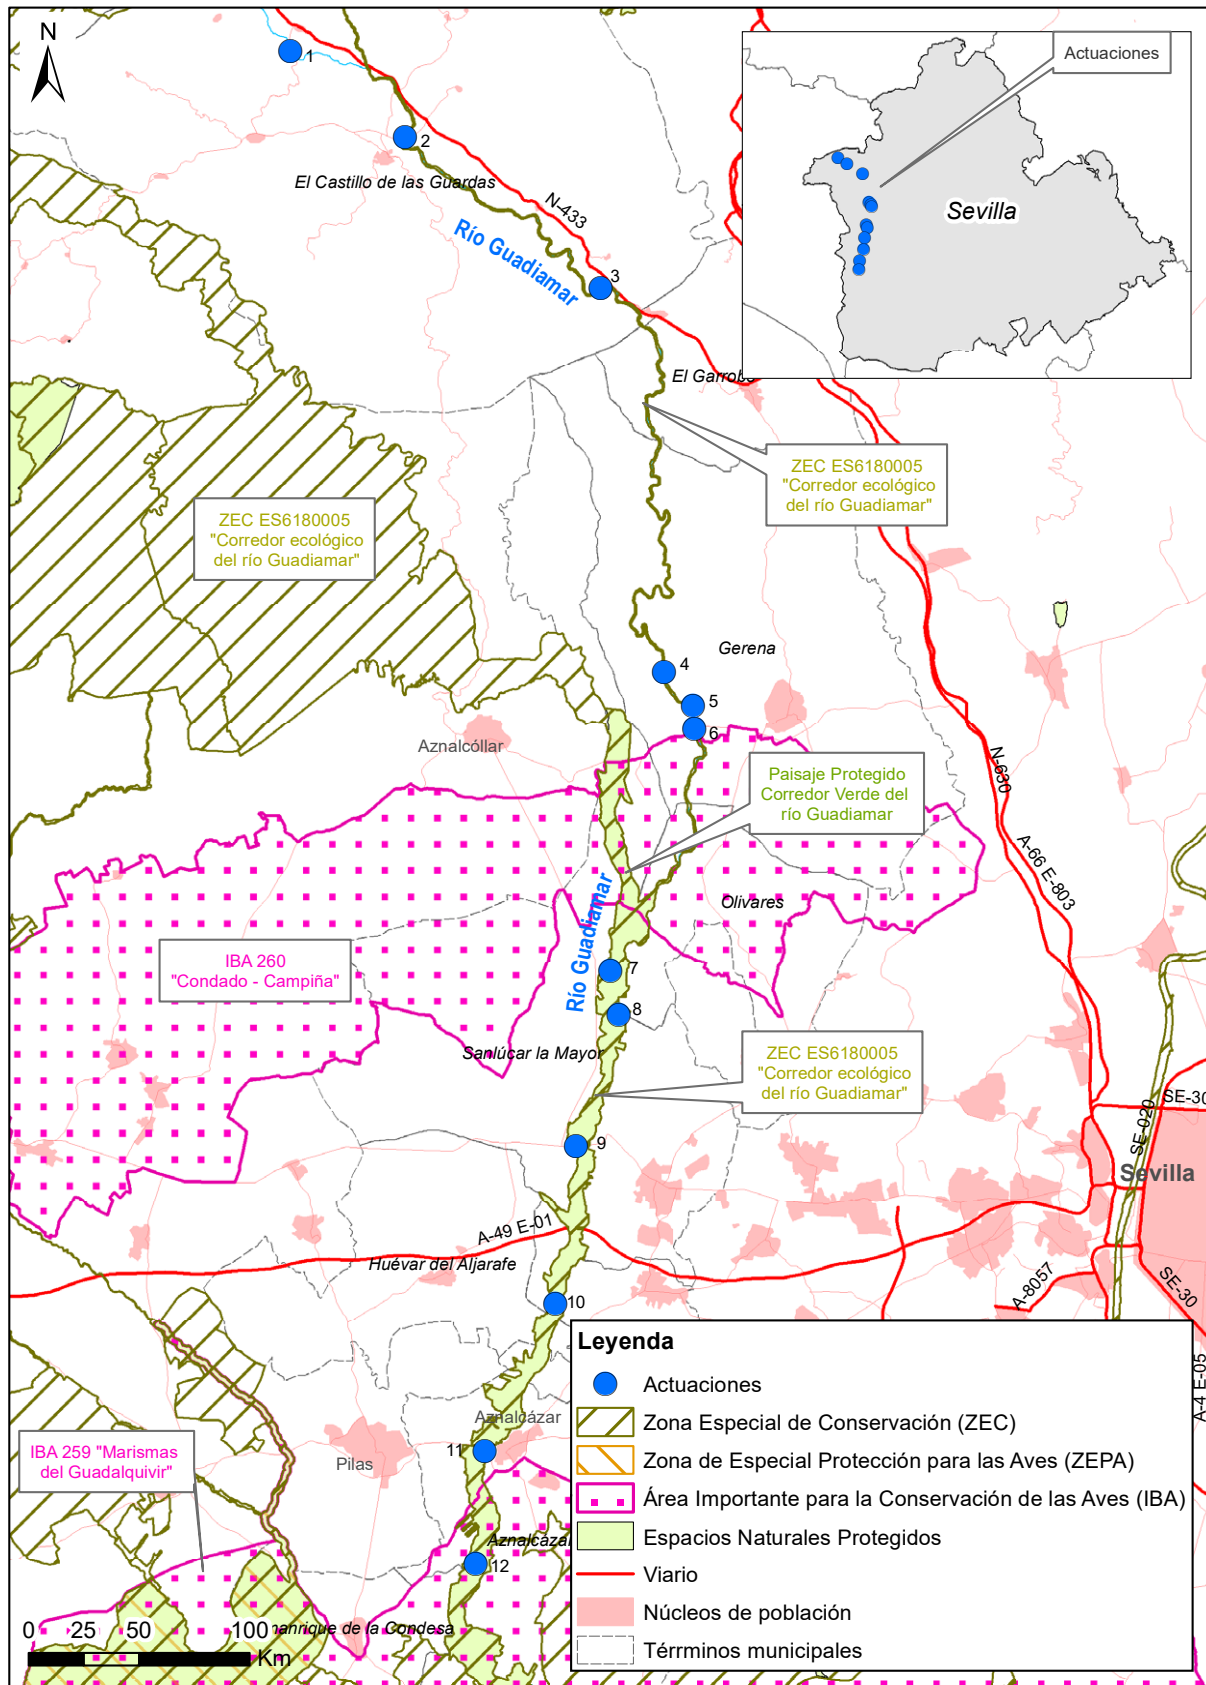 N
1
2
El Castillo de las Guardas
N-433
Río Guadiamar
3
Actuaciones
Sevilla
El Garrobo
ZEC ES6180005
"Corredor ecológico
del río Guadiamar"
ZEC ES6180005
"Corredor ecológico
del río Guadiamar"
Gerena
4
5
6
Aznalcóllar
N-630
Paisaje Protegido
Corredor Verde del
río Guadiamar
A-66 E-803
Olivares
Río Guadiamar
IBA 260
"Condado - Campiña"
7
8
Sanlúcar la Mayor
ZEC ES6180005
"Corredor ecológico
del río Guadiamar"
SE-30
SE-020
9
Sevilla
A-49 E-01
Huévar del Aljarafe
A-8057
SE-30
10
A-4 E-05
Aznalcázar
11
Pilas
IBA 259 "Marismas
del Guadalquivir"
Aznalcázar
12
manrique de la Condesa
0 25 50 100
Km
Leyenda
Actuaciones
Zona Especial de Conservación (ZEC)
Zona de Especial Protección para las Aves (ZEPA)
Área Importante para la Conservación de las Aves (IBA)
Espacios Naturales Protegidos
Viario
Núcleos de población
Térrminos municipales